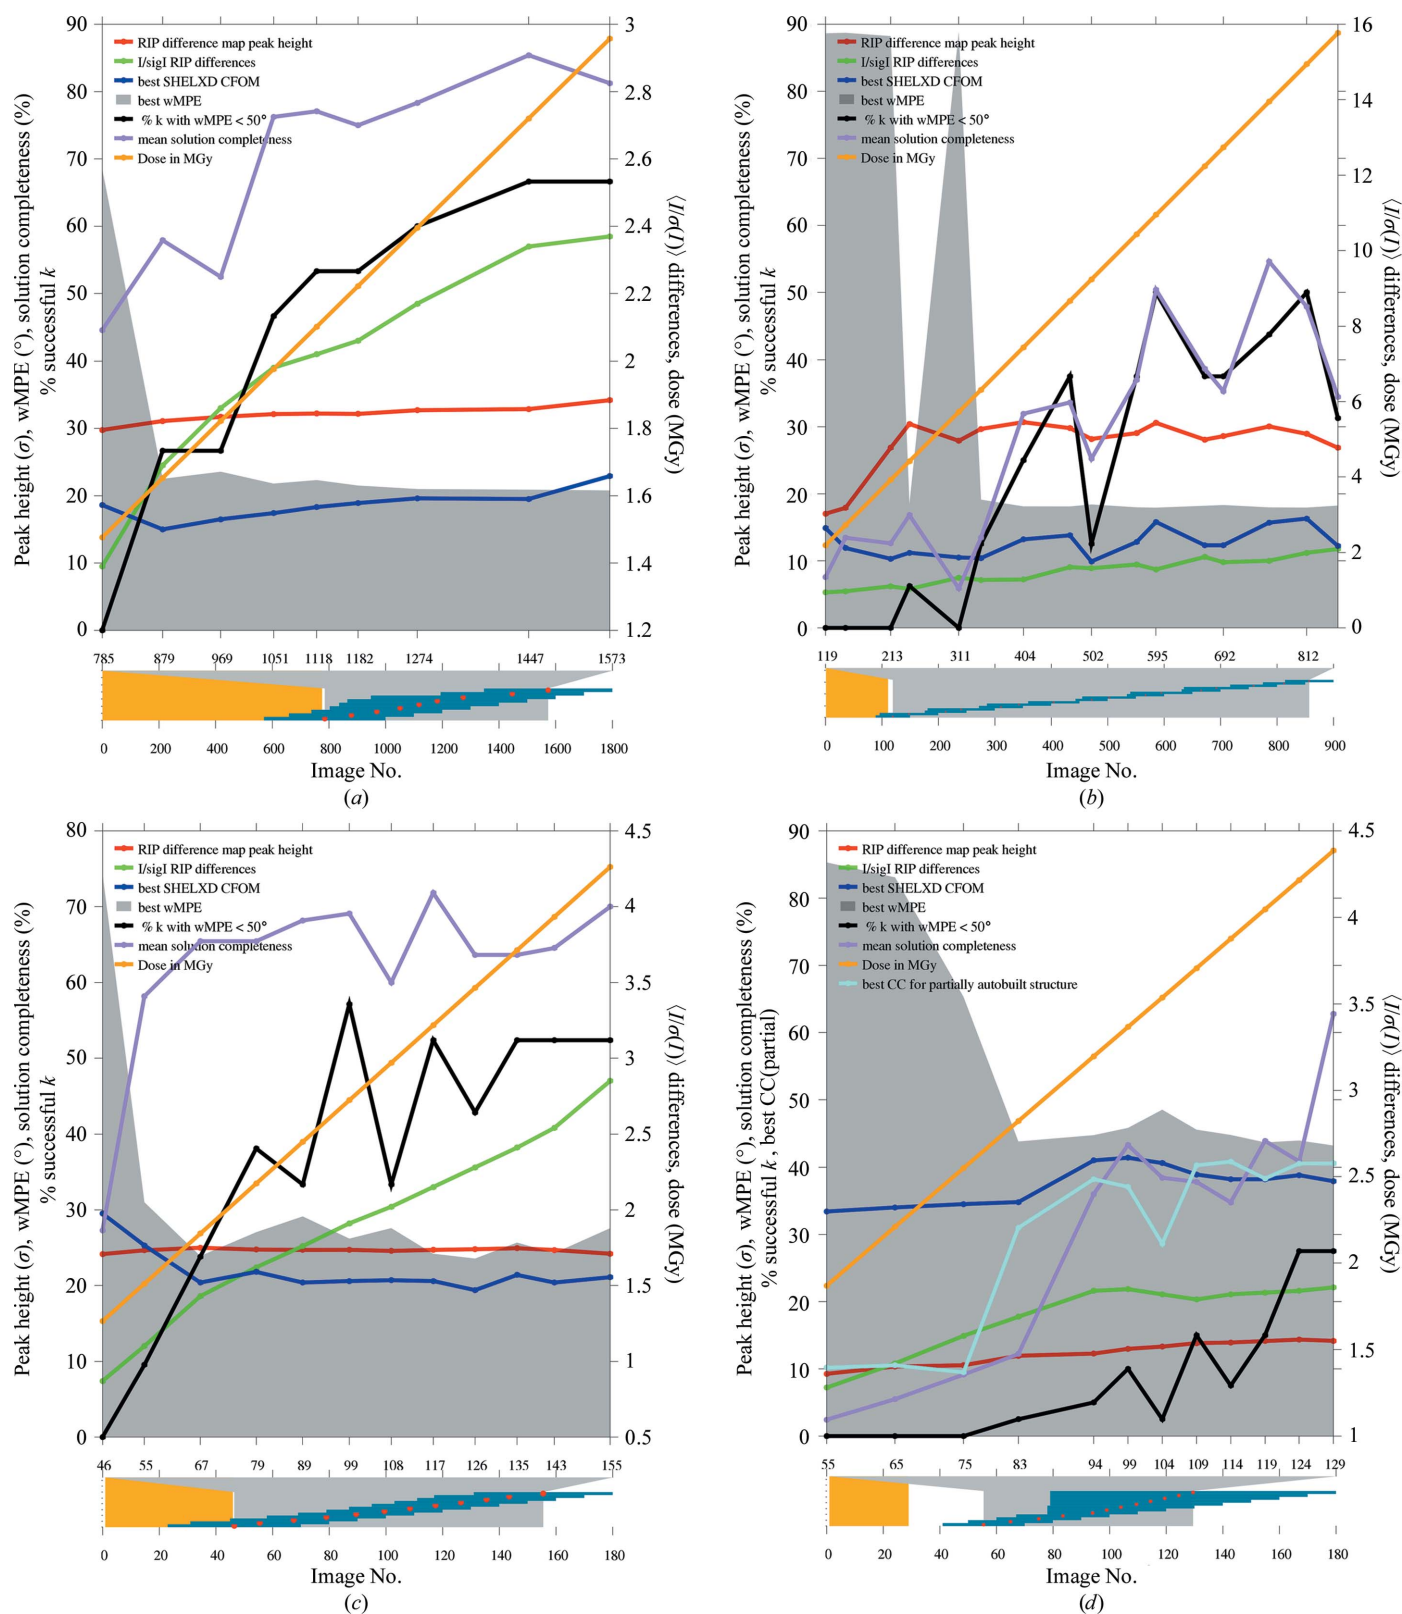 90
80
70
60
50
40
30
20
10
0
3
2.8
2.6
2.4
2.2
2
1.8
1.6
1.4
1.2
Peak height (σ), wMPE (°), solution completeness (%)
% successful k
⟨I/σ(I)⟩ differences, dose (MGy)
RIP difference map peak height
I/sigI RIP differences
best SHELXD CFOM
best wMPE
% k with wMPE < 50°
mean solution completeness
Dose in MGy
785 879 969 1051 1118 1182 1274 1447 1573
0 200 400 600 800 1000 1200 1400 1600 1800
Image No.
(a)
90
80
70
60
50
40
30
20
10
0
16
14
12
10
8
6
4
2
0
Peak height (σ), wMPE (°), solution completeness (%)
% successful k
⟨I/σ(I)⟩ differences, dose (MGy)
RIP difference map peak height
I/sigI RIP differences
best SHELXD CFOM
best wMPE
% k with wMPE < 50°
mean solution completeness
Dose in MGy
119 213 311 404 502 595 692 812
0 100 200 300 400 500 600 700 800 900
Image No.
(b)
80
70
60
50
40
30
20
10
0
4.5
4
3.5
3
2.5
2
1.5
1
0.5
Peak height (σ), wMPE (°), solution completeness (%)
% successful k
⟨I/σ(I)⟩ differences, dose (MGy)
RIP difference map peak height
I/sigI RIP differences
best SHELXD CFOM
best wMPE
% k with wMPE < 50°
mean solution completeness
Dose in MGy
46 55 67 79 89 99 108 117 126 135 143 155
0 20 40 60 80 100 120 140 160 180
Image No.
(c)
90
80
70
60
50
40
30
20
10
0
4.5
4
3.5
3
2.5
2
1.5
1
Peak height (σ), wMPE (°), solution completeness (%)
% successful k , best CC(partial)
⟨I/σ(I)⟩ differences, dose (MGy)
RIP difference map peak height
I/sigI RIP differences
best SHELXD CFOM
best wMPE
% k with wMPE < 50°
mean solution completeness
Dose in MGy
best CC for partially autobuilt structure
55 65 75 83 94 99 104 109 114 119 124 129
0 20 40 60 80 100 120 140 160 180
Image No.
(d)